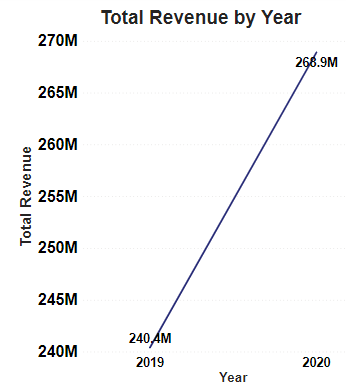 Total Revenue by Year
270M
265M
260M
255M
250M
245M
240M
Total Revenue
268.9M
240.4M
2019
2020
Year